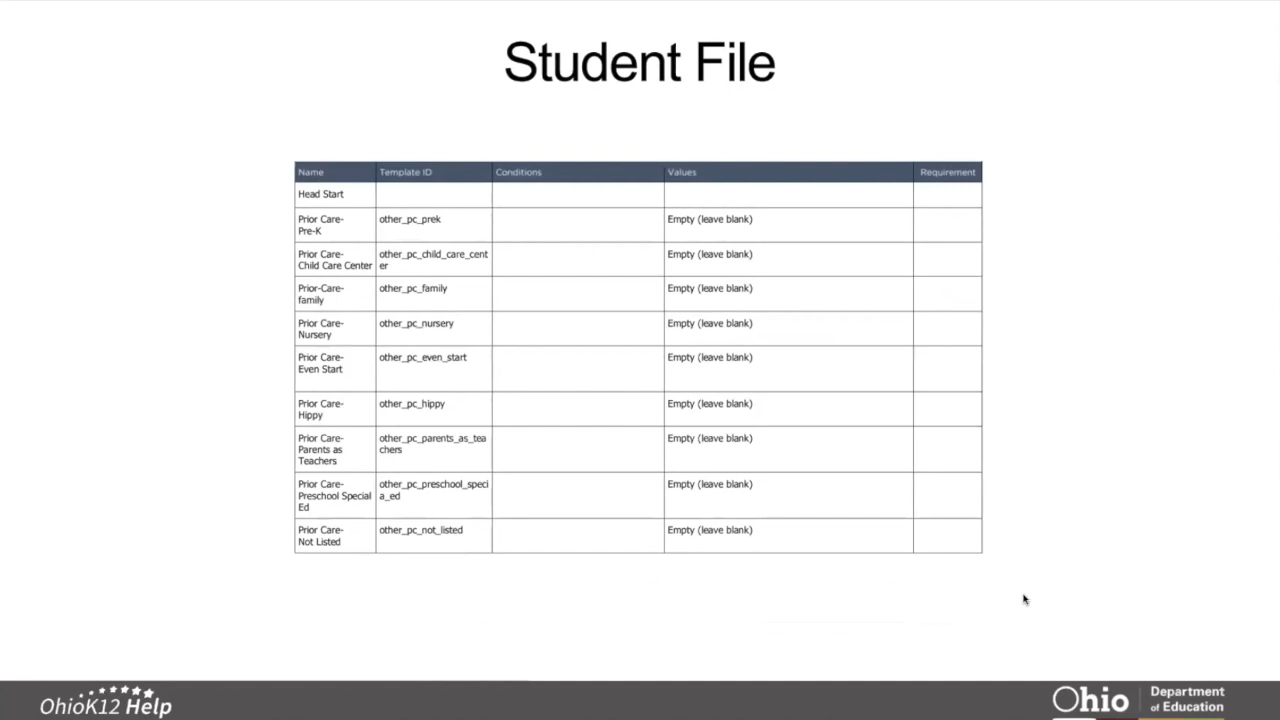 Student File
Name Template ID Conditions Values Requirement
Head Start
Prior Care- other_pc_prek Empty (leave blank)
Pre-K
Prior Care- other_pc_child_care_cent Empty (leave blank)
Child Care Center er
Prior-Care- other_pc_family Empty (leave blank)
family
Prior Care- other_pc_nursery Empty (leave blank)
Nursery
Prior Care- other_pc_even_start Empty (leave blank)
Even Start
Prior Care- other_pc_hippy Empty (leave blank)
Hippy
Prior Care- other_pc_parents_as_tea Empty (leave blank)
Parents as chers
Teachers
Prior Care- other_pc_preschool_speci Empty (leave blank)
Preschool Special a_ed
Ed
Prior Care- other_pc_not_listed Empty (leave blank)
Not Listed
OhioK12 Help
Ohio Department
of Education